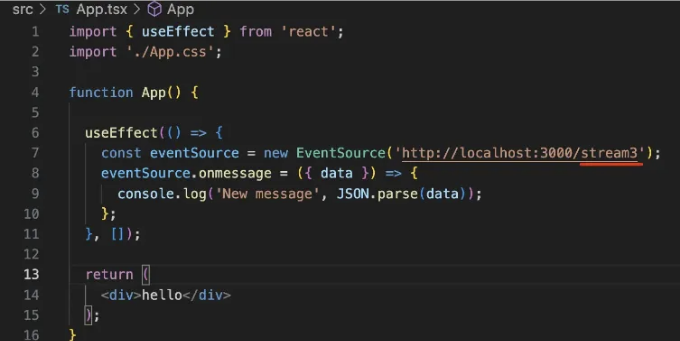 src > TS App.tsx > App
1 import { useEffect } from 'react';
2 import './App.css';
3
4 function App() {
5
6 useEffect(() => {
7 const eventSource = new EventSource('http://localhost:3000/stream3');
8 eventSource.onmessage = ({ data }) => {
9 console.log('New message', JSON.parse(data));
10 };
11 }, []);
12
13 return (
14 <div>hello</div>
15 );
16 }